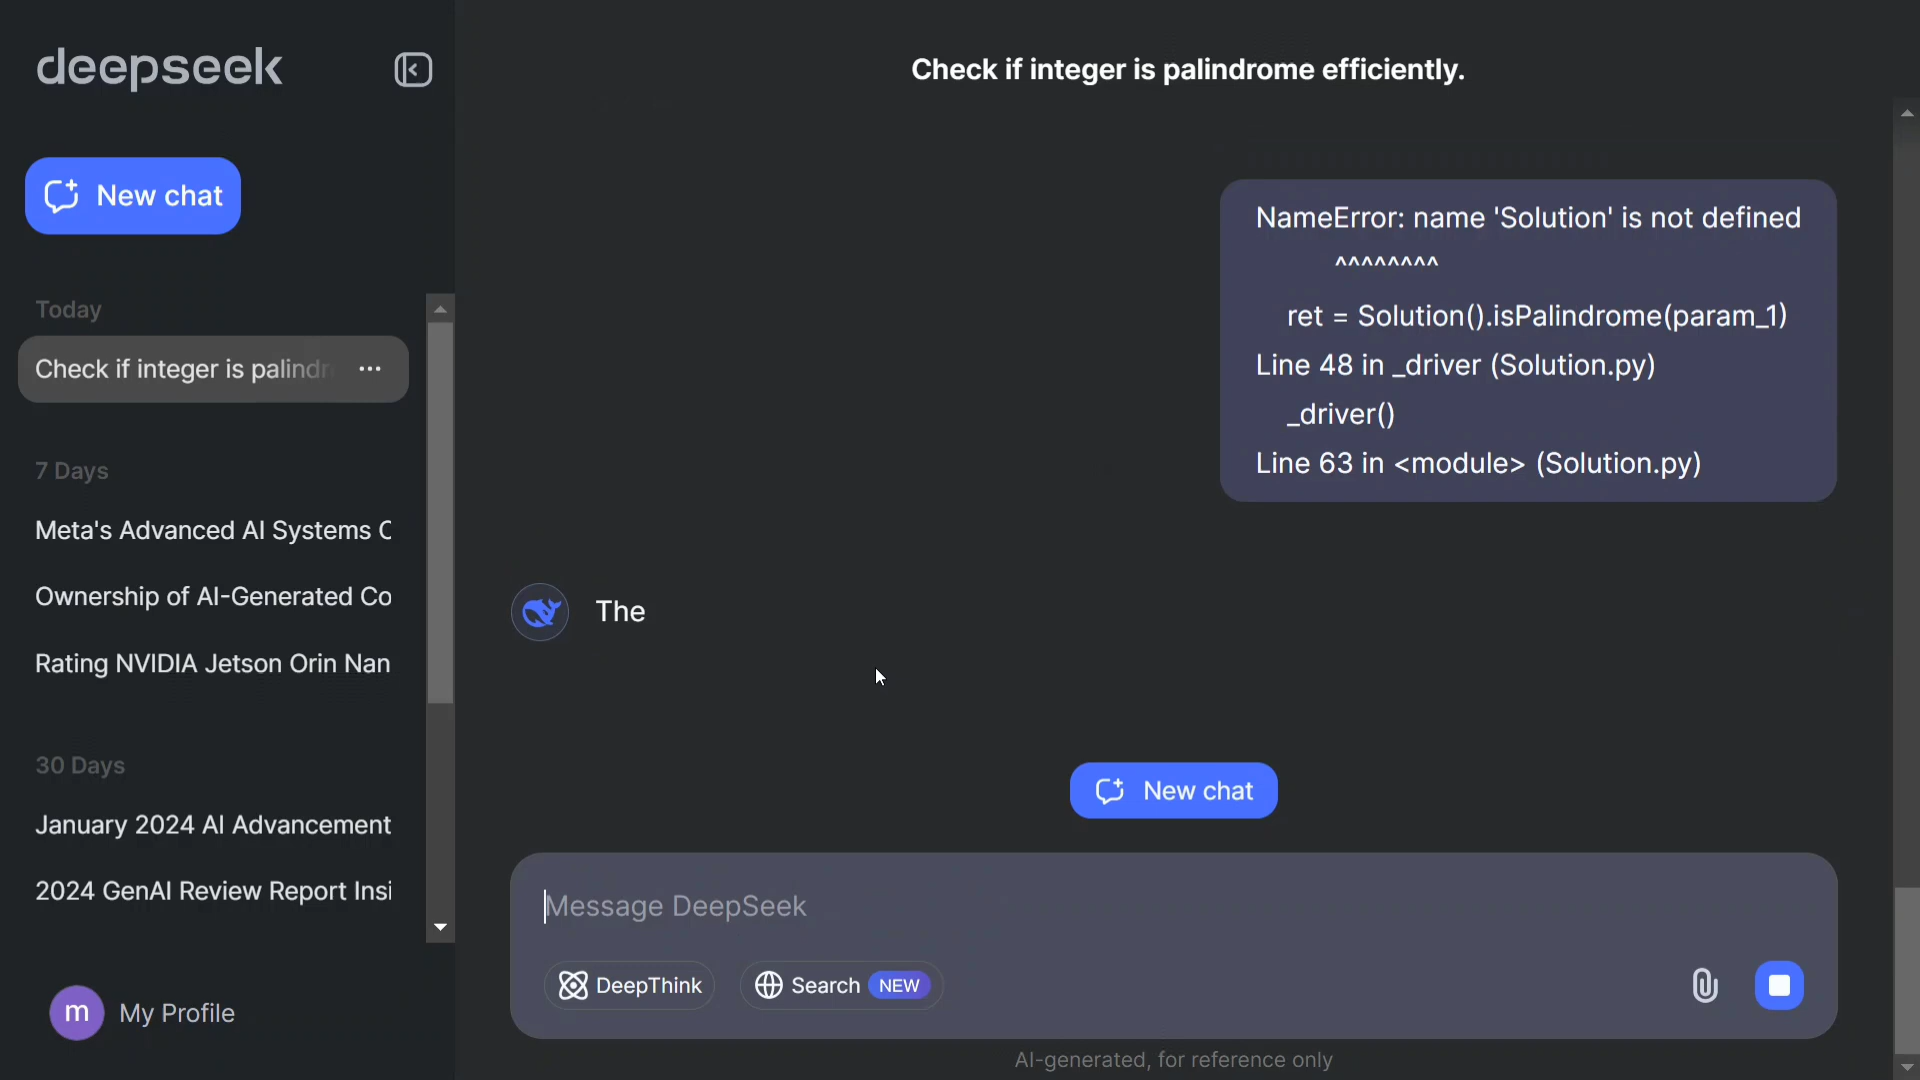 deepseek
New chat
Today
Check if integer is palindr
7 Days
Meta's Advanced AI Systems C
Ownership of AI-Generated Co
Rating NVIDIA Jetson Orin Nan
30 Days
January 2024 AI Advancement
2024 GenAI Review Report Insi
m My Profile
Check if integer is palindrome efficiently.
NameError: name 'Solution' is not defined
^^^^^^^^
ret = Solution().isPalindrome(param_1)
Line 48 in _driver (Solution.py)
_driver()
Line 63 in <module> (Solution.py)
The
New chat
Message DeepSeek
DeepThink Search NEW
AI-generated, for reference only